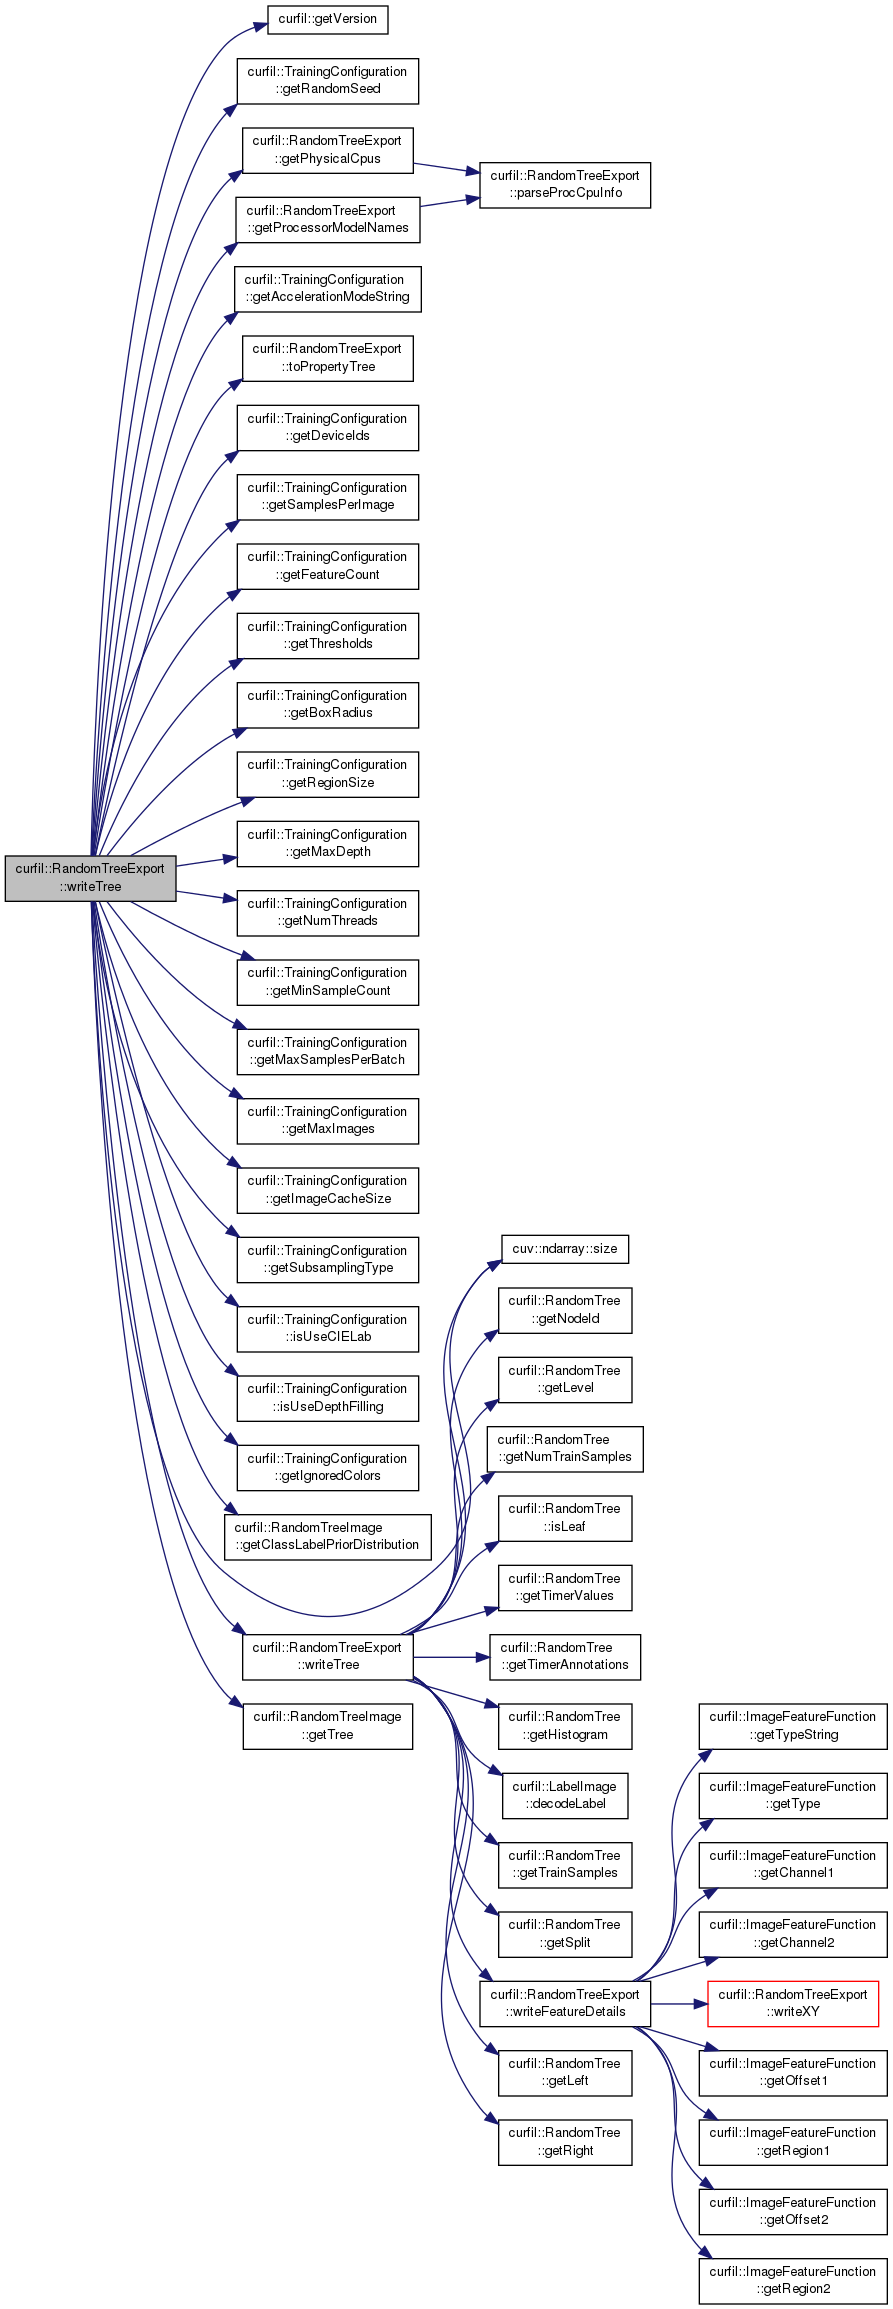 curfil::getVersion
curfil::TrainingConfiguration
::getRandomSeed
curfil::RandomTreeExport
::getPhysicalCpus
curfil::RandomTreeExport
::parseProcCpuInfo
curfil::RandomTreeExport
::getProcessorModelNames
curfil::TrainingConfiguration
::getAccelerationModeString
curfil::RandomTreeExport
::toPropertyTree
curfil::TrainingConfiguration
::getDeviceIds
curfil::TrainingConfiguration
::getSamplesPerImage
curfil::TrainingConfiguration
::getFeatureCount
curfil::TrainingConfiguration
::getThresholds
curfil::TrainingConfiguration
::getBoxRadius
curfil::TrainingConfiguration
::getRegionSize
curfil::TrainingConfiguration
::getMaxDepth
curfil::RandomTreeExport
::writeTree
curfil::TrainingConfiguration
::getNumThreads
curfil::TrainingConfiguration
::getMinSampleCount
curfil::TrainingConfiguration
::getMaxSamplesPerBatch
curfil::TrainingConfiguration
::getMaxImages
curfil::TrainingConfiguration
::getImageCacheSize
curfil::TrainingConfiguration
::getSubsamplingType
cuv::ndarray::size
curfil::TrainingConfiguration
::isUseCIELab
curfil::RandomTree
::getNodeId
curfil::TrainingConfiguration
::isUseDepthFilling
curfil::RandomTree
::getLevel
curfil::TrainingConfiguration
::getIgnoredColors
curfil::RandomTree
::getNumTrainSamples
curfil::RandomTreeImage
::getClassLabelPriorDistribution
curfil::RandomTree
::isLeaf
curfil::RandomTree
::getTimerValues
curfil::RandomTreeExport
::writeTree
curfil::RandomTree
::getTimerAnnotations
curfil::RandomTreeImage
::getTree
curfil::RandomTree
::getHistogram
curfil::ImageFeatureFunction
::getTypeString
curfil::LabelImage
::decodeLabel
curfil::ImageFeatureFunction
::getType
curfil::RandomTree
::getTrainSamples
curfil::ImageFeatureFunction
::getChannel1
curfil::RandomTree
::getSplit
curfil::ImageFeatureFunction
::getChannel2
curfil::RandomTreeExport
::writeFeatureDetails
curfil::RandomTreeExport
::writeXY
curfil::RandomTree
::getLeft
curfil::ImageFeatureFunction
::getOffset1
curfil::RandomTree
::getRight
curfil::ImageFeatureFunction
::getRegion1
curfil::ImageFeatureFunction
::getOffset2
curfil::ImageFeatureFunction
::getRegion2